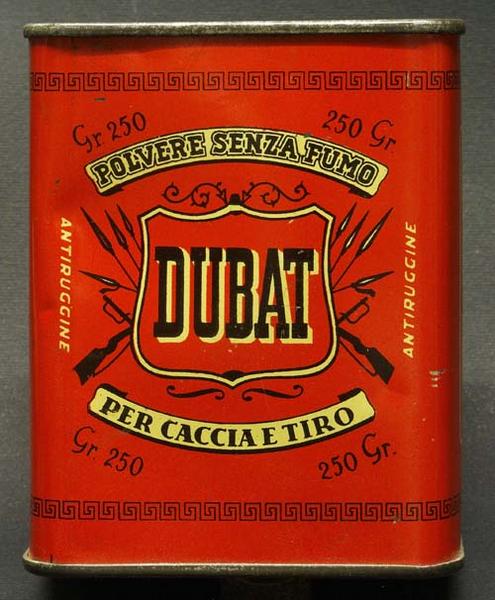 Gr. 250 250 Gr.
POLVERE SENZA FUMO
ANTIRUGGINE
DUBAT
ANTIRUGGINE
PER CACCIA E TIRO
Gr. 250 250 Gr.